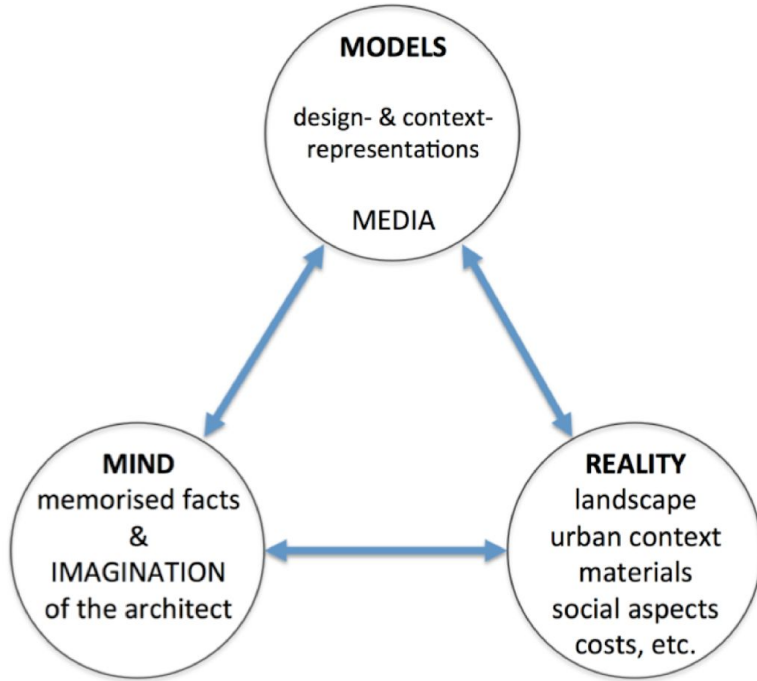 MODELS
design- & context-
representations
MEDIA
MIND
memorised facts
&
IMAGINATION
of the architect
REALITY
landscape
urban context
materials
social aspects
costs, etc.